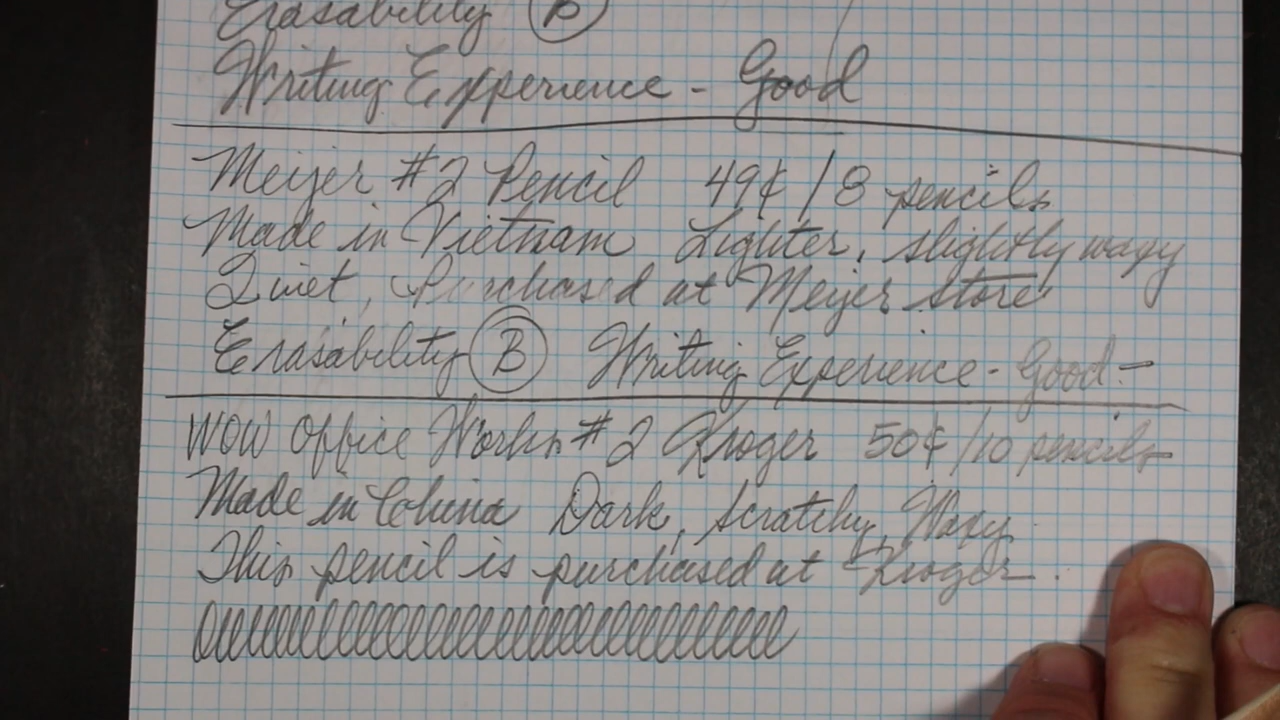 Erasability B
Writing Experience - Good
Meijer #2 Pencil 49¢ / 8 pencils
Made in Vietnam Lighter, slightly waxy
Quiet, Purchased at Meijer Store
Erasability B Writing Experience - Good -
WOW Office Works #2 Kroger 50¢ / 10 pencils
Made in China Dark, Scratchy, Waxy
This pencil is purchased at Kroger.